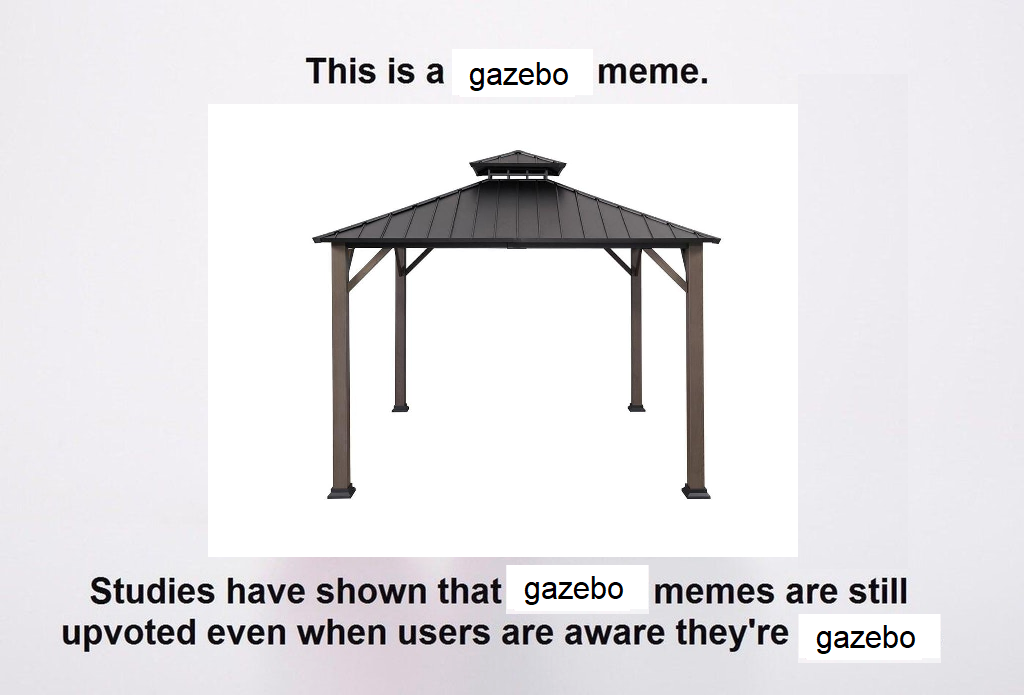 This is a gazebo meme.
Studies have shown that gazebo memes are still
upvoted even when users are aware they're gazebo